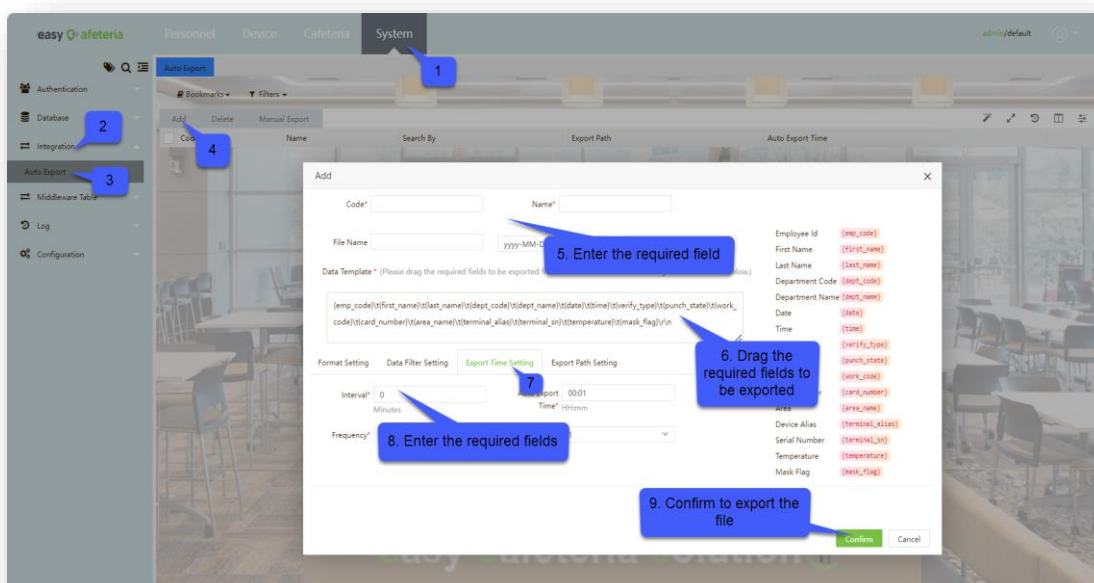 easy Cafeteria
Personnel Device Cafeteria System
admin/default
1
Auto Export
Authentication
Bookmarks Filters
Database
2
Add Delete Manual Export
4
Code Name Search By Export Path Auto Export Time
Integration
Auto Export
3
Middleware Table
Log
Configuration
Add
Code* Name*
File Name
5. Enter the required field
Data Template * (Please drag the required fields to be exported
below.)
{emp_code}\t{first_name}\t{last_name}\t{dept_code}\t{dept_name}\t{date}\t{time}\t{verify_type}\t{punch_state}\t{work_
code}\t{card_number}\t{area_name}\t{terminal_alias}\t{terminal_sn}\t{temperature}\t{mask_flag}\r\n
Employee Id {emp_code}
First Name {first_name}
Last Name {last_name}
Department Code {dept_code}
Department Name {dept_name}
Date {date}
Time {time}
{verify_type}
{punch_state}
{work_code}
{card_number}
Area {area_name}
Device Alias {terminal_alias}
Serial Number {terminal_sn}
Temperature {temperature}
Mask Flag {mask_flag}
6. Drag the
required fields to
be exported
Format Setting Data Filter Setting Export Time Setting Export Path Setting
7
Interval* 0
Minutes
Export 00:01
Time* HH:mm
Frequency*
8. Enter the required fields
9. Confirm to export the
file
Confirm Cancel